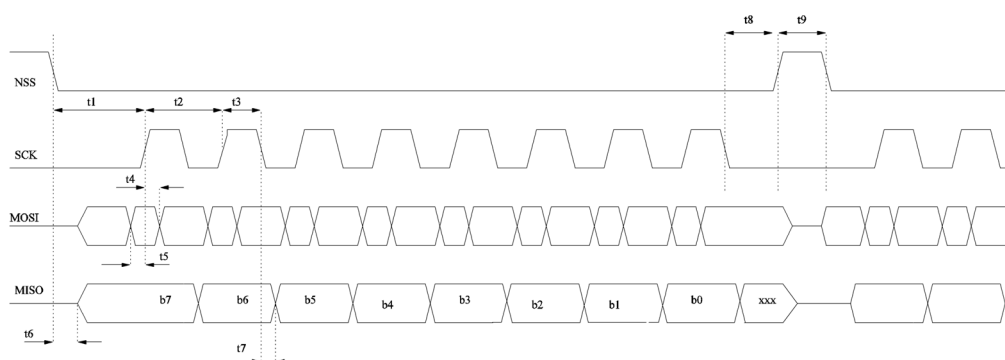 t8 t9
NSS
t1 t2 t3
SCK
t4
MOSI
t5
MISO b7 b6 b5 b4 b3 b2 b1 b0 xxx
t6
t7